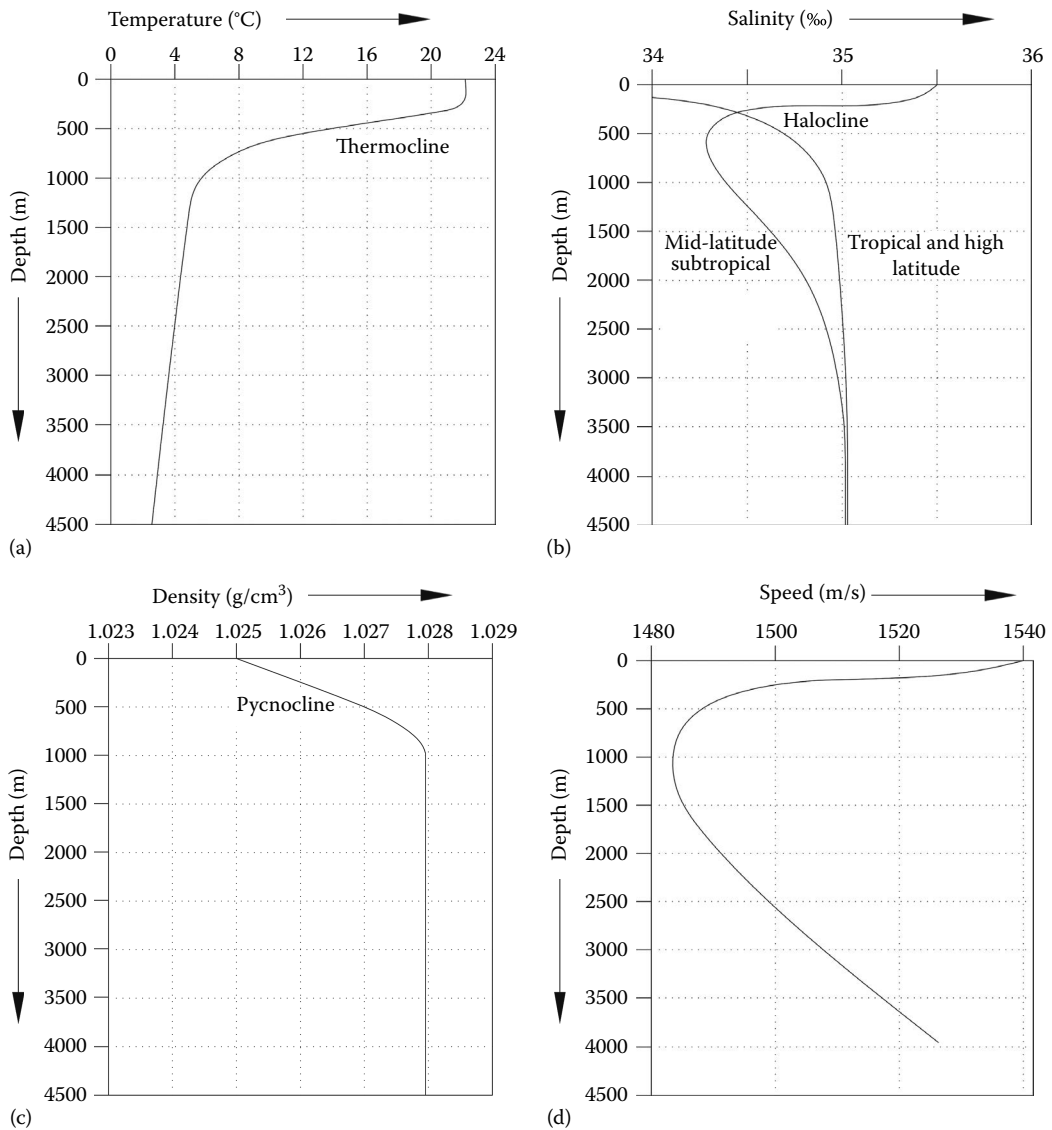 Temperature (°C)
0 4 8 12 16 20 24
0
500
1000
1500
2000
2500
3000
3500
4000
4500
Depth (m)
Thermocline
(a)
Salinity (‰)
34 35 36
0
500
1000
1500
2000
2500
3000
3500
4000
4500
Depth (m)
Halocline
Mid-latitude
subtropical
Tropical and high
latitude
(b)
Density (g/cm³)
1.023 1.024 1.025 1.026 1.027 1.028 1.029
0
500
1000
1500
2000
2500
3000
3500
4000
4500
Depth (m)
Pycnocline
(c)
Speed (m/s)
1480 1500 1520 1540
0
500
1000
1500
2000
2500
3000
3500
4000
4500
Depth (m)
(d)